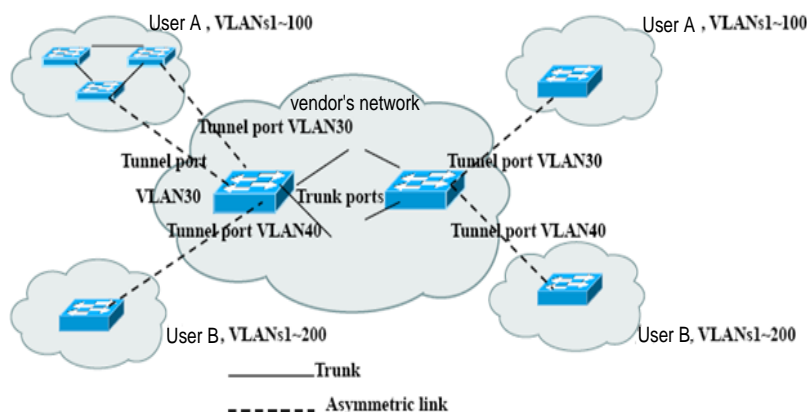 User A , VLANs1~100
User A , VLANs1~100
vendor's network
Tunnel port VLAN30
Tunnel port
VLAN30
Tunnel port VLAN30
Trunk ports
Tunnel port VLAN40
Tunnel port VLAN40
User B, VLANs1~200
User B, VLANs1~200
Trunk
Asymmetric link